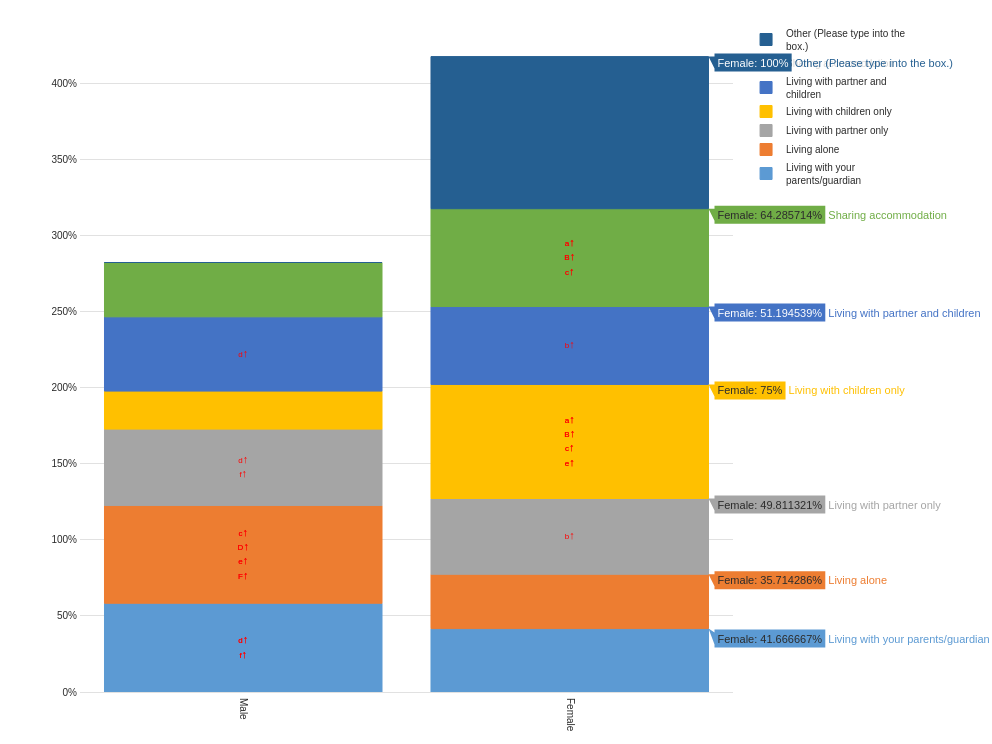 Other (Please type into the
box.)
Female: 100% Other (Please type into the box.)
Living with partner and
children
Living with children only
Living with partner only
Living alone
Living with your
parents/guardian
400%
350%
300%
250%
200%
150%
100%
50%
0%
d↑
d↑
f↑
c↑
D↑
e↑
F↑
d↑
f↑
a↑
B↑
c↑
b↑
a↑
B↑
c↑
e↑
b↑
Female: 64.285714% Sharing accommodation
Female: 51.194539% Living with partner and children
Female: 75% Living with children only
Female: 49.811321% Living with partner only
Female: 35.714286% Living alone
Female: 41.666667% Living with your parents/guardian
Male
Female